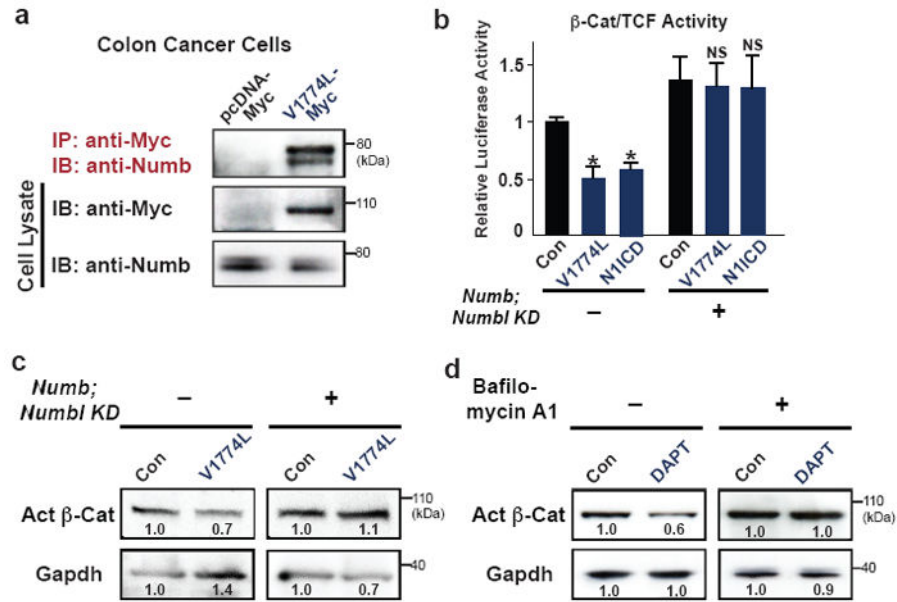 a
Colon Cancer Cells
pcDNA-
Myc
V1774L-
Myc
IP: anti-Myc
IB: anti-Numb
80
(kDa)
Cell Lysate
IB: anti-Myc
110
IB: anti-Numb
80
b
β-Cat/TCF Activity
Relative Luciferase Activity
1.5
1
0.5
0
* *
NS NS
Con V1774L N1ICD Con V1774L N1ICD
Numb;
Numbl KD
– +
c
Numb;
Numbl KD
– +
Con V1774L Con V1774L
Act β-Cat
1.0 0.7 1.0 1.1
110
(kDa)
Gapdh
1.0 1.4 1.0 0.7
40
d
Bafilo-
mycin A1
– +
Con DAPT Con DAPT
Act β-Cat
1.0 0.6 1.0 1.0
110
(kDa)
Gapdh
1.0 1.0 1.0 0.9
40